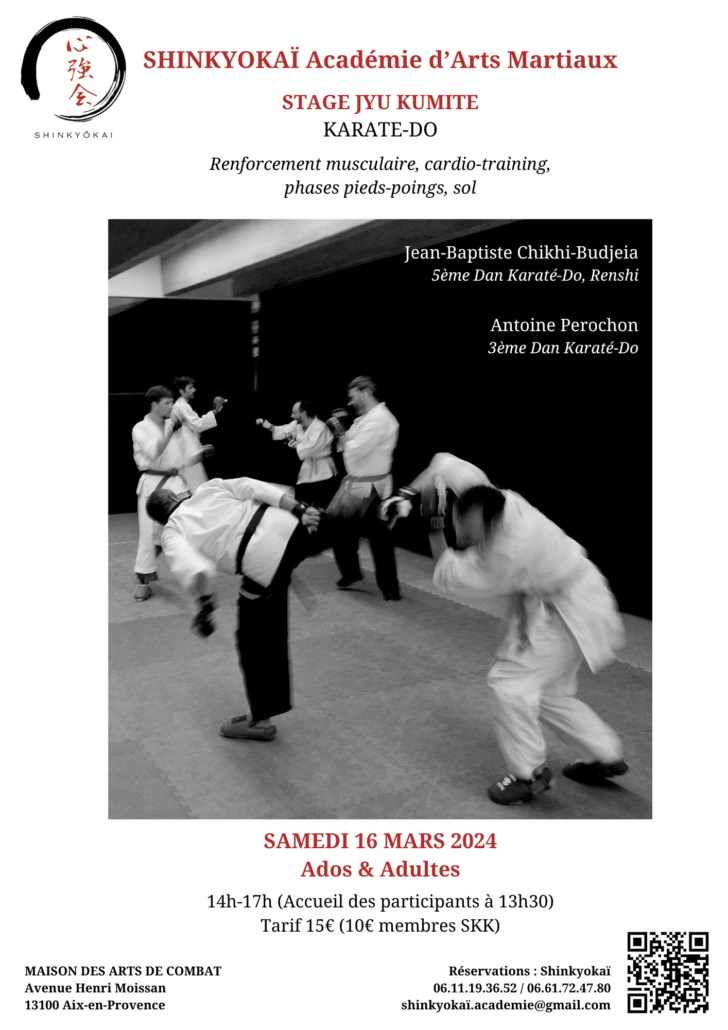 心
強
会
SHINKYŌKAI
SHINKYOKAÏ Académie d’Arts Martiaux
STAGE JYU KUMITE
KARATE-DO
Renforcement musculaire, cardio-training,
phases pieds-poings, sol
Jean-Baptiste Chikhi-Budjeia
5ème Dan Karaté-Do, Renshi
Antoine Perochon
3ème Dan Karaté-Do
SAMEDI 16 MARS 2024
Ados & Adultes
14h-17h (Accueil des participants à 13h30)
Tarif 15€ (10€ membres SKK)
MAISON DES ARTS DE COMBAT
Avenue Henri Moissan
13100 Aix-en-Provence
Réservations : Shinkyokaï
06.11.19.36.52 / 06.61.72.47.80
shinkyokaï.academie@gmail.com